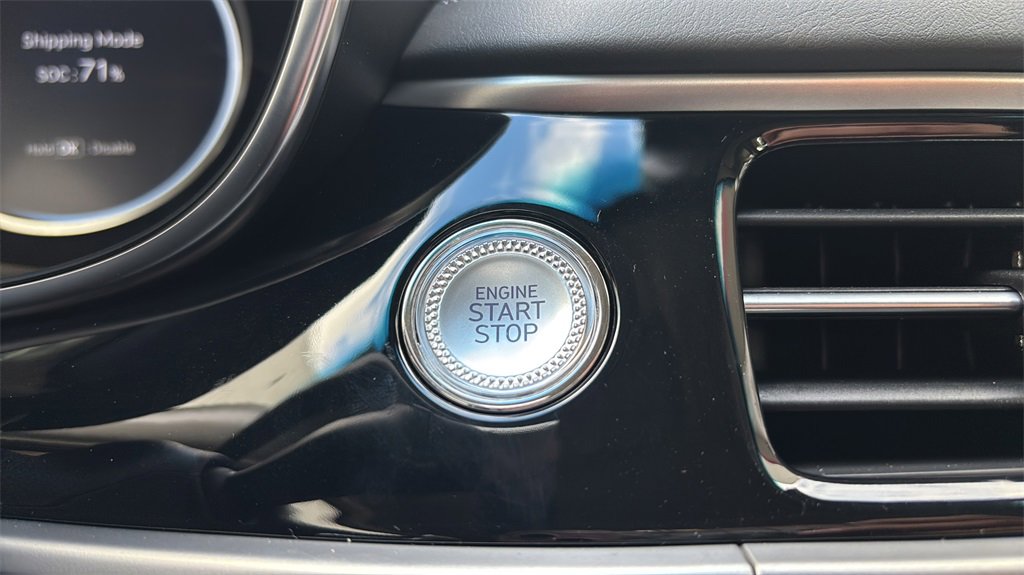 Shipping Mode
SOC:71%
Hold OK : Disable
ENGINE
START
STOP